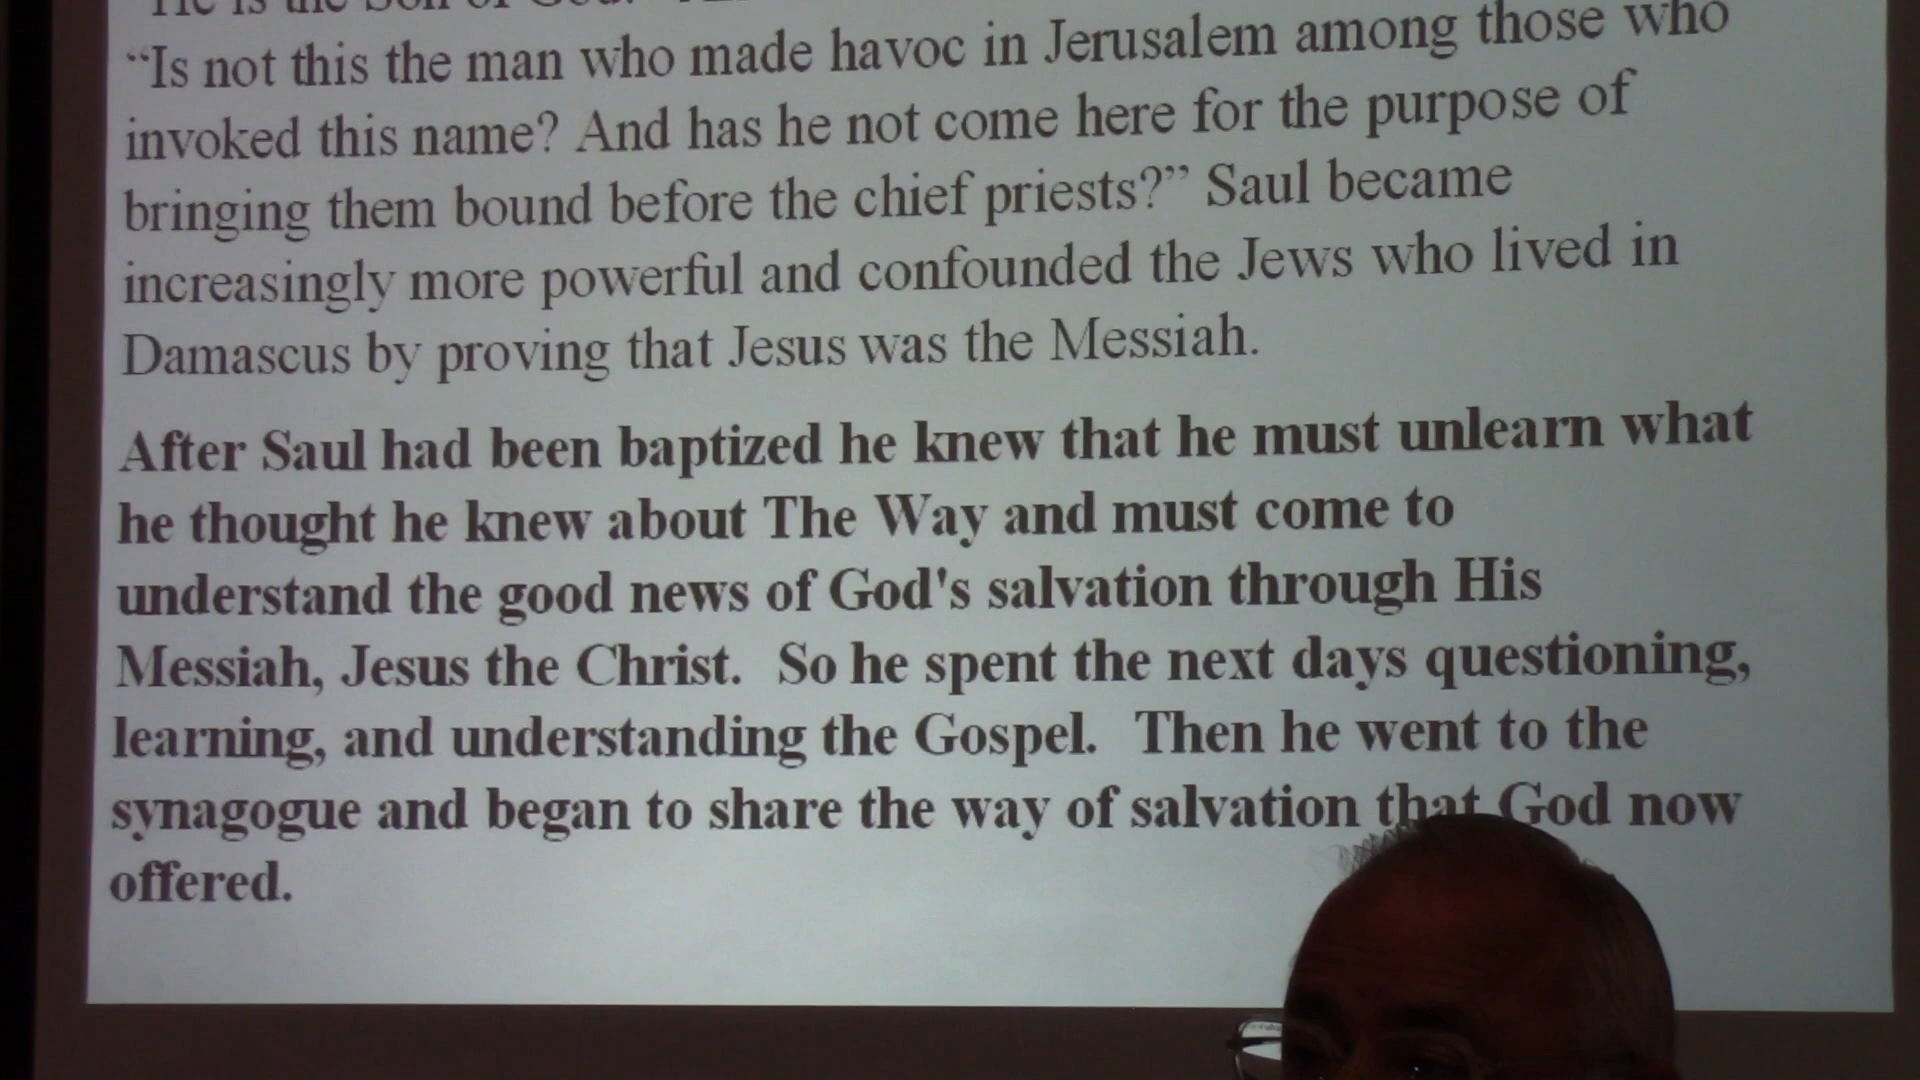 He is the Son of God."
“Is not this the man who made havoc in Jerusalem among those who
invoked this name? And has he not come here for the purpose of
bringing them bound before the chief priests?” Saul became
increasingly more powerful and confounded the Jews who lived in
Damascus by proving that Jesus was the Messiah.
After Saul had been baptized he knew that he must unlearn what
he thought he knew about The Way and must come to
understand the good news of God's salvation through His
Messiah, Jesus the Christ.  So he spent the next days questioning,
learning, and understanding the Gospel.  Then he went to the
synagogue and began to share the way of salvation that God now
offered.